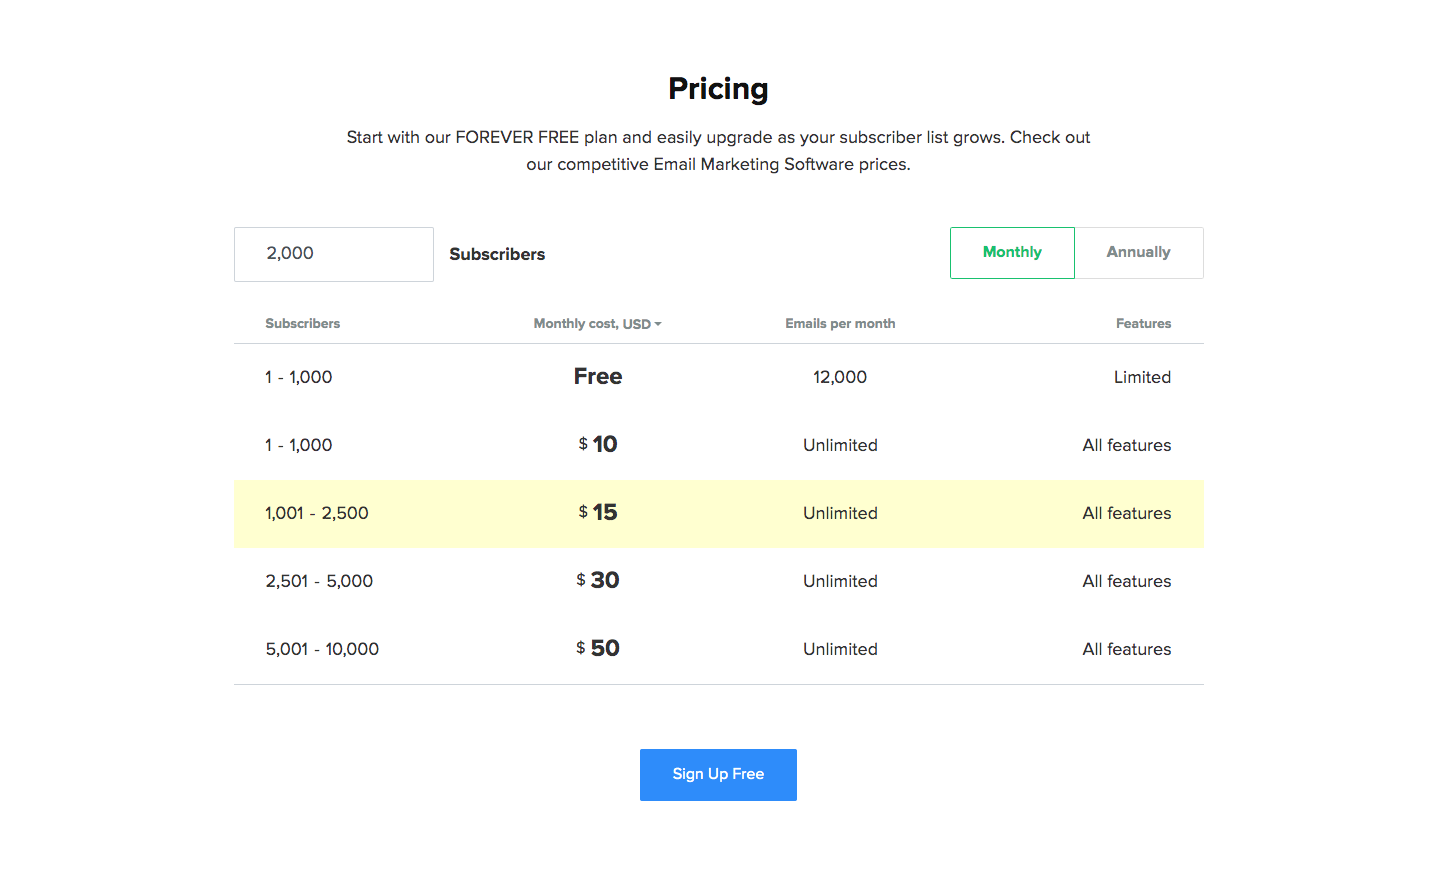 Pricing
Start with our FOREVER FREE plan and easily upgrade as your subscriber list grows. Check out
our competitive Email Marketing Software prices.
2,000 Subscribers Monthly Annually
Subscribers Monthly cost, USD Emails per month Features
1 - 1,000 Free 12,000 Limited
1 - 1,000 $ 10 Unlimited All features
1,001 - 2,500 $ 15 Unlimited All features
2,501 - 5,000 $ 30 Unlimited All features
5,001 - 10,000 $ 50 Unlimited All features
Sign Up Free